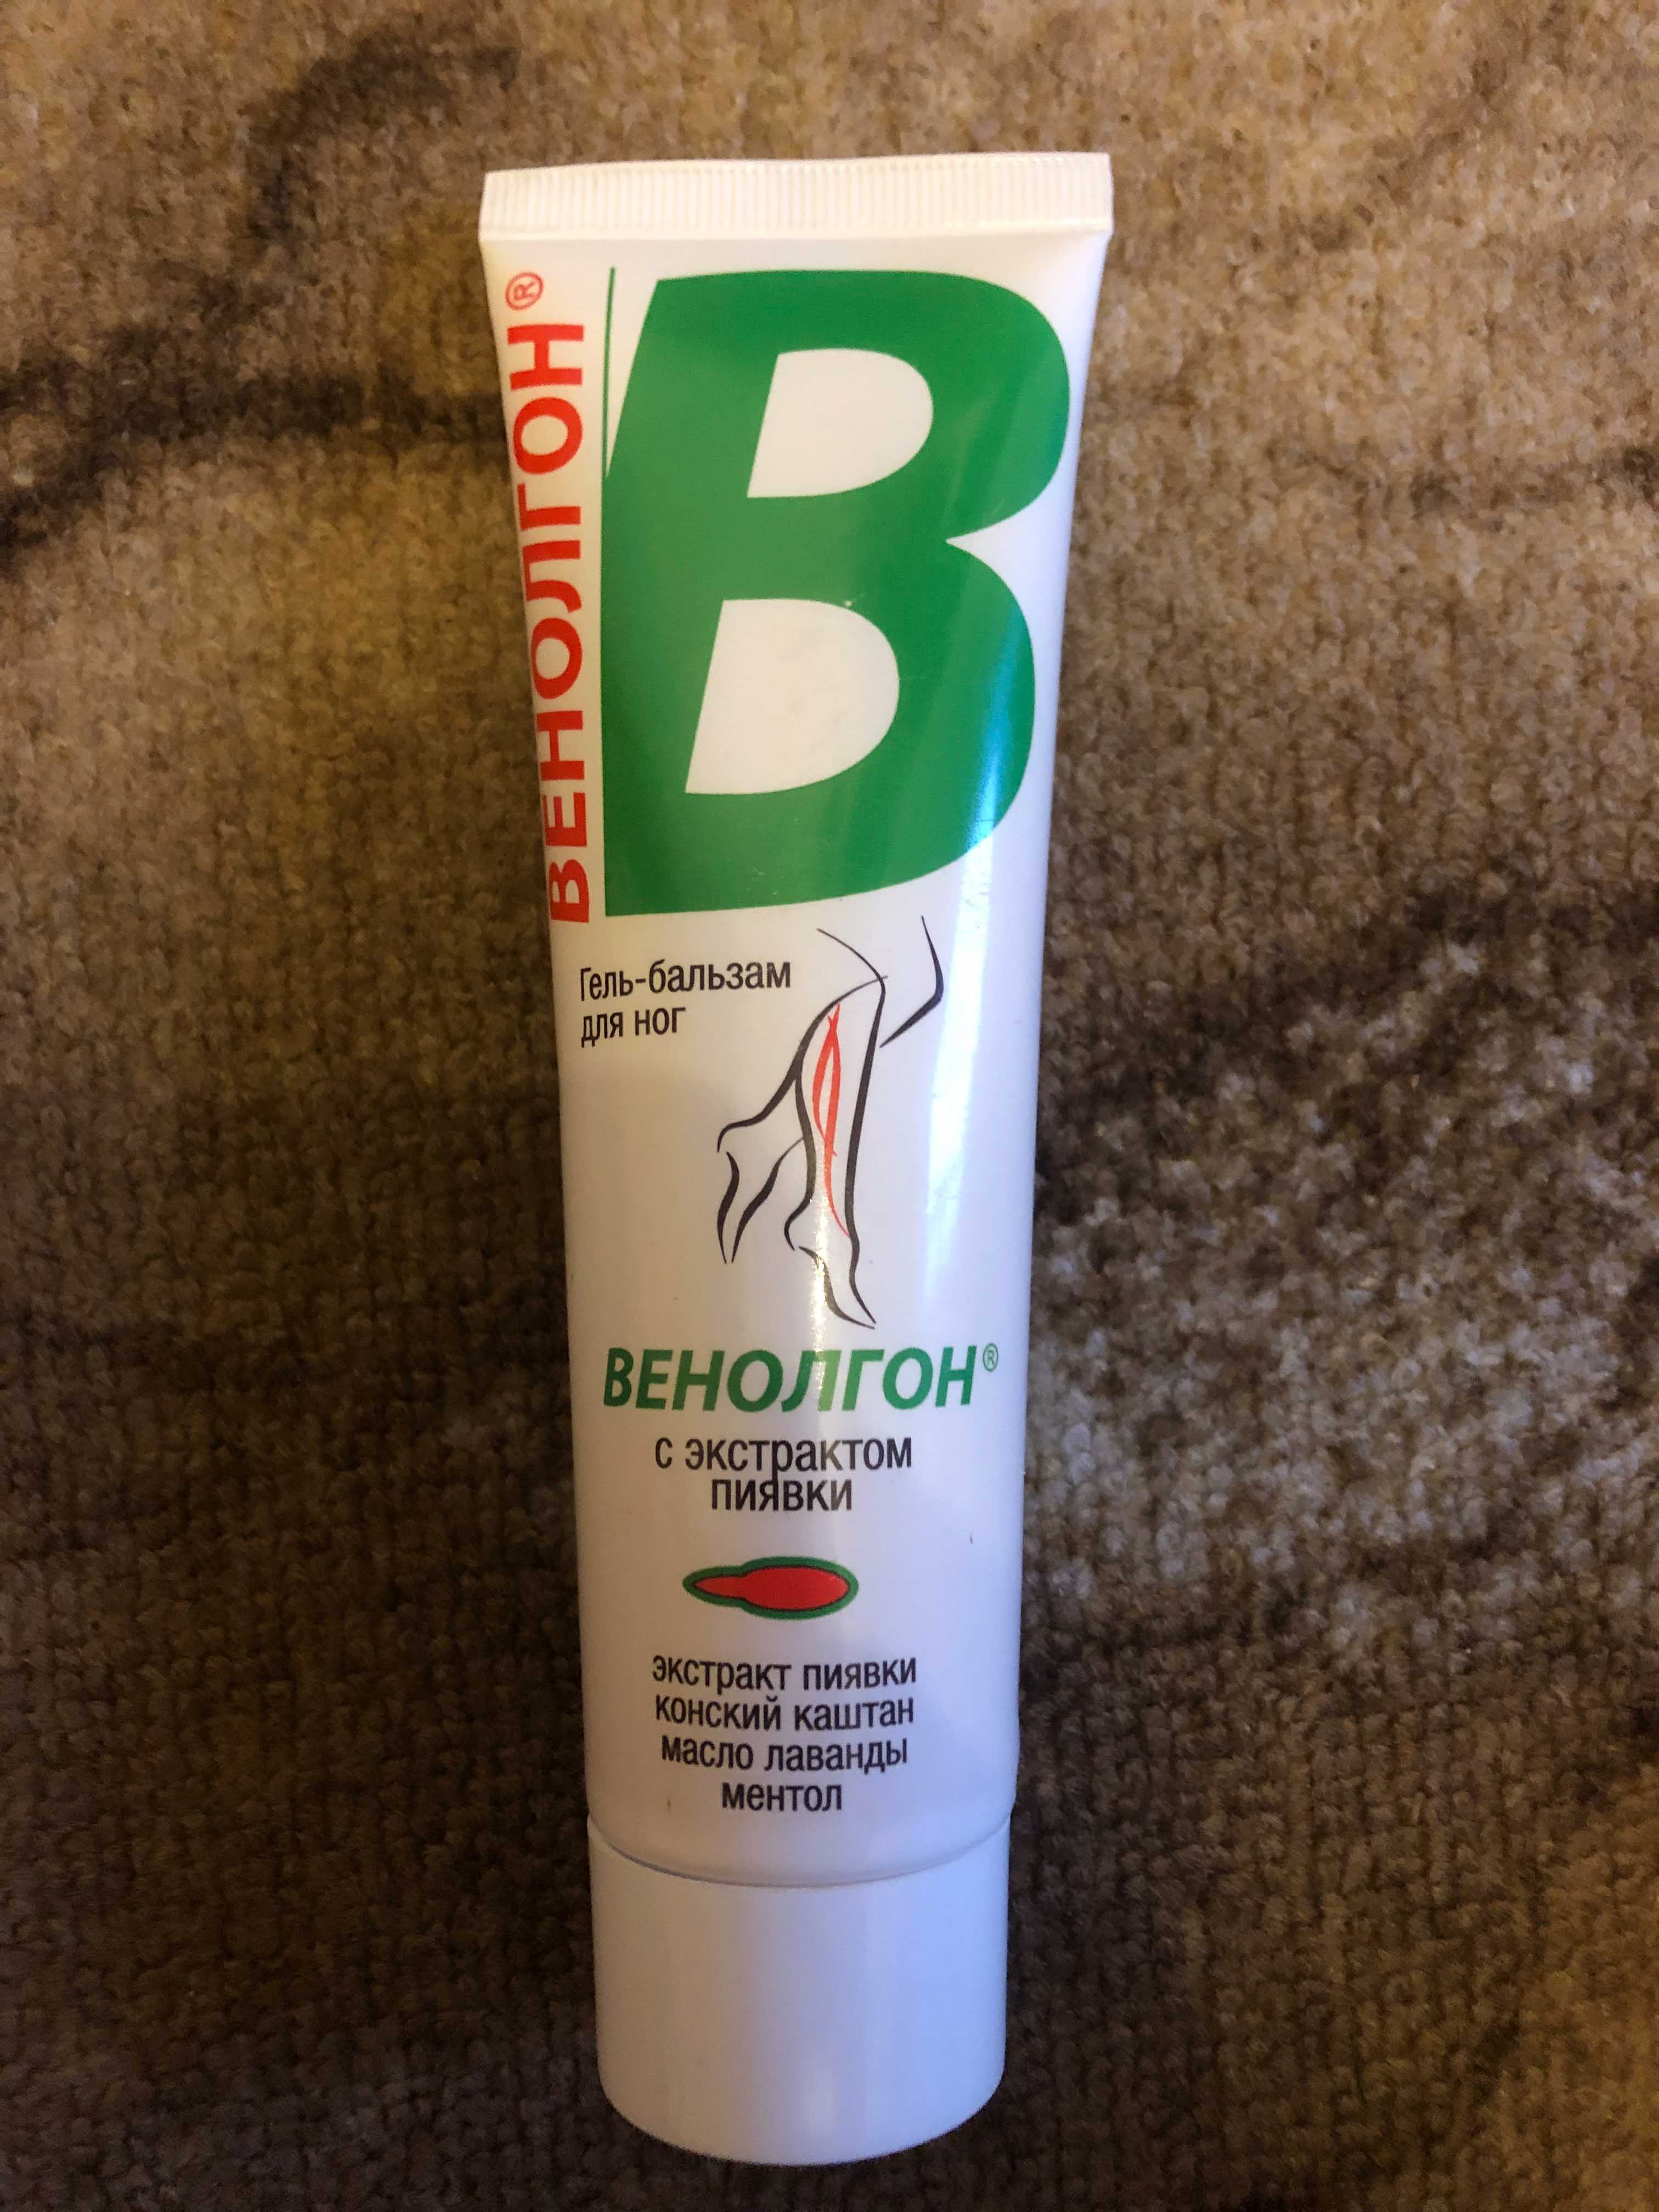 ВЕНОЛГОН®
В
Гель-бальзам
для ног
ВЕНОЛГОН®
с экстрактом
пиявки
экстракт пиявки
конский каштан
масло лаванды
ментол